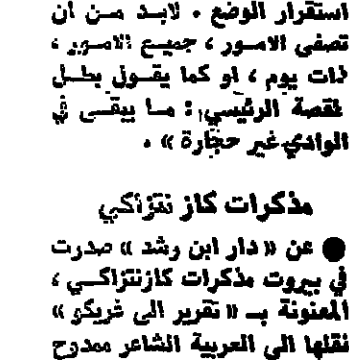 استقرار الوضع . لابد من ان
تصفى الامور ، جميع الامور ،
ذات يوم ، او كما يقول بطل
القصة الرئيسي : ما يبقى في
الوادي غير حجارة » .
مذكرات كازنتزاكي
● عن « دار ابن رشد » صدرت
في بيروت مذكرات كازنتزاكي ،
المعنونة بـ « تقرير الى غريكو »
نقلها الى العربية الشاعر ممدوح